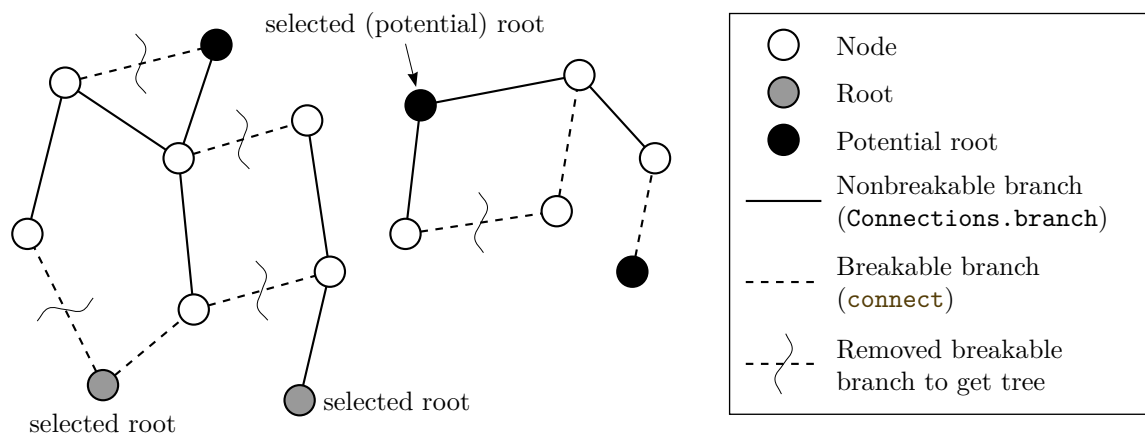 selected (potential) root
selected root
selected root
Node
Root
Potential root
Nonbreakable branch
(Connections.branch)
Breakable branch
(connect)
Removed breakable
branch to get tree